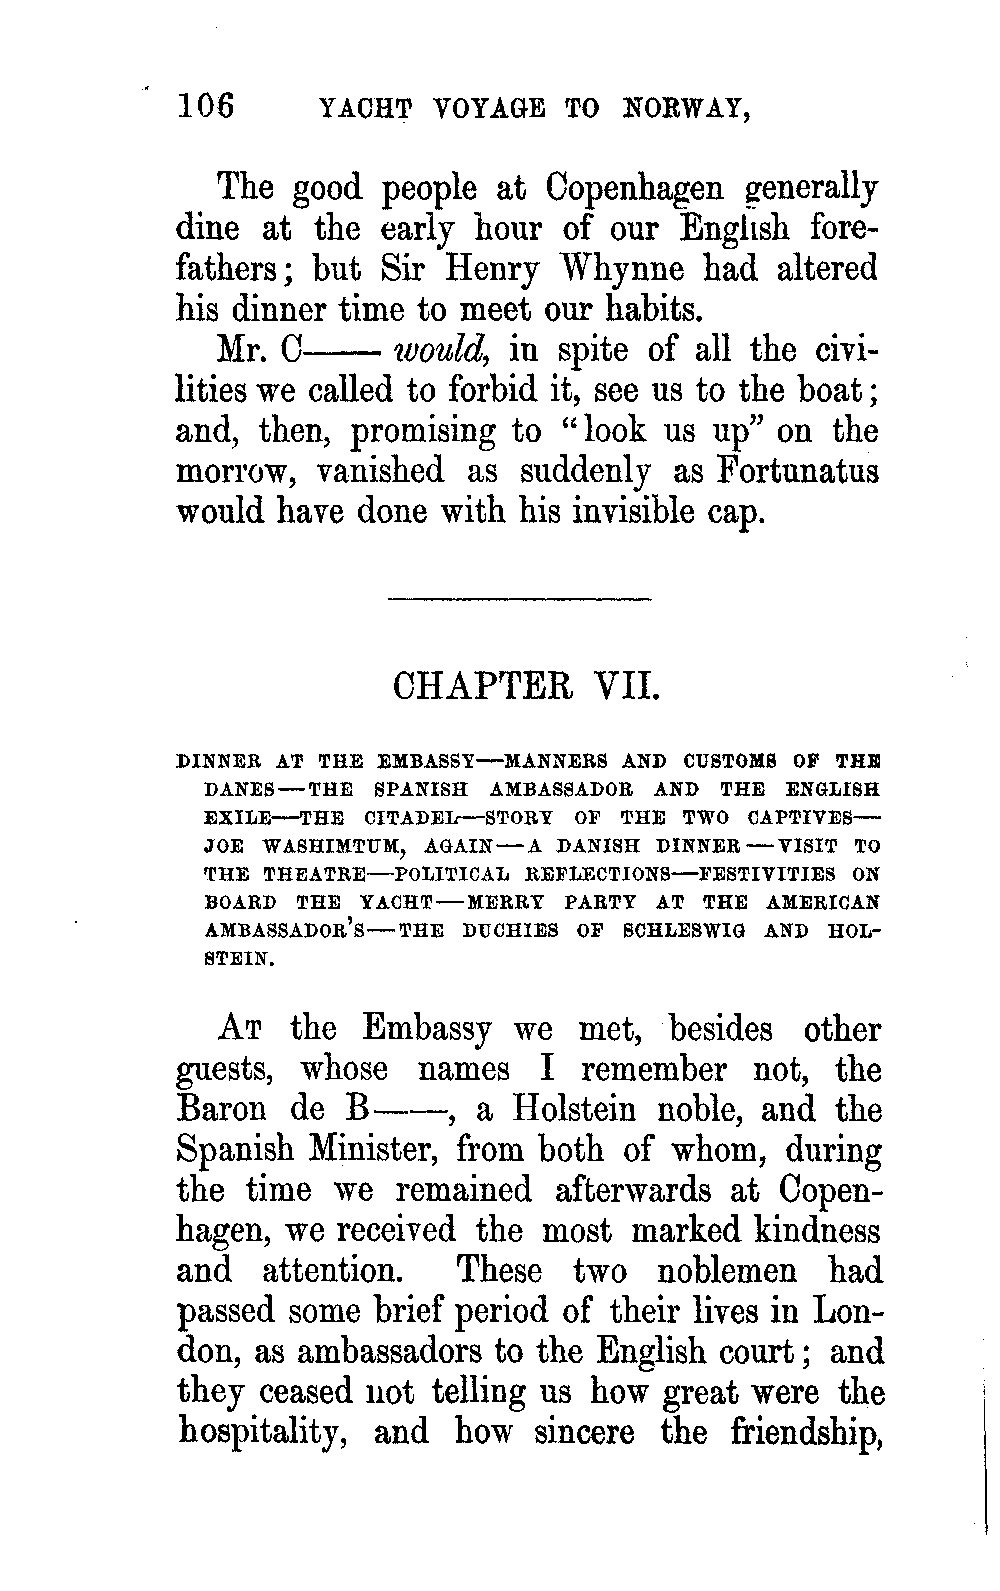 106 YACHT VOYAGE TO NORWAY,
The good people at Copenhagen generally
dine at the early hour of our English fore-
fathers; but Sir Henry Whynne had altered
his dinner time to meet our habits.
Mr. C—— would, in spite of all the civi-
lities we called to forbid it, see us to the boat;
and, then, promising to “look us up” on the
morrow, vanished as suddenly as Fortunatus
would have done with his invisible cap.
CHAPTER VII.
DINNER AT THE EMBASSY—MANNERS AND CUSTOMS OF THE
DANES—THE SPANISH AMBASSADOR AND THE ENGLISH
EXILE—THE CITADEL—STORY OF THE TWO CAPTIVES—
JOE WASHIMTUM, AGAIN—A DANISH DINNER—VISIT TO
THE THEATRE—POLITICAL REFLECTIONS—FESTIVITIES ON
BOARD THE YACHT—MERRY PARTY AT THE AMERICAN
AMBASSADOR'S—THE DUCHIES OF SCHLESWIG AND HOL-
STEIN.
AT the Embassy we met, besides other
guests, whose names I remember not, the
Baron de B——, a Holstein noble, and the
Spanish Minister, from both of whom, during
the time we remained afterwards at Copen-
hagen, we received the most marked kindness
and attention. These two noblemen had
passed some brief period of their lives in Lon-
don, as ambassadors to the English court; and
they ceased not telling us how great were the
hospitality, and how sincere the friendship,